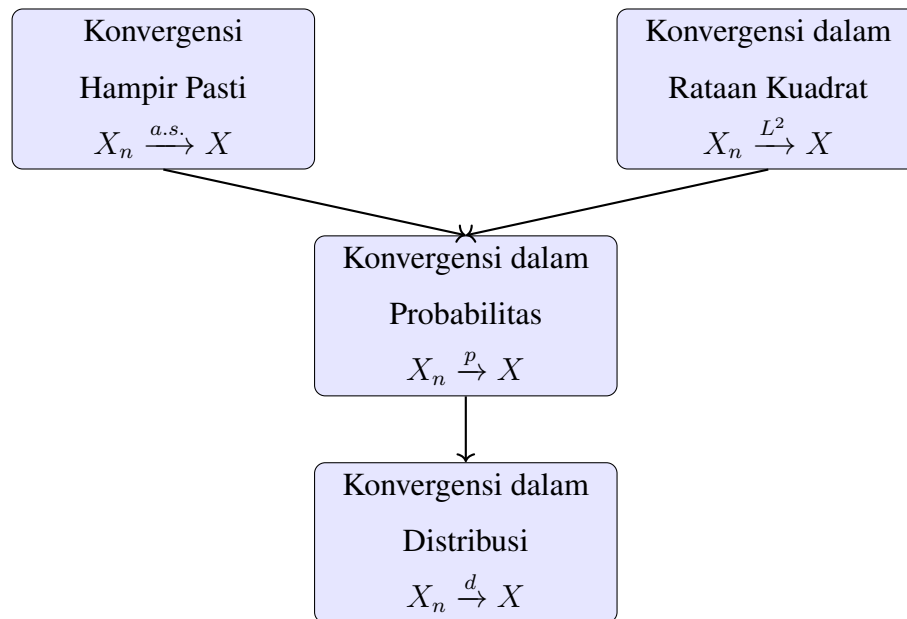 Konvergensi
Hampir Pasti
X_n \xrightarrow{a.s.} X
Konvergensi dalam
Rataan Kuadrat
X_n \xrightarrow{L^2} X
Konvergensi dalam
Probabilitas
X_n \xrightarrow{p} X
Konvergensi dalam
Distribusi
X_n \xrightarrow{d} X